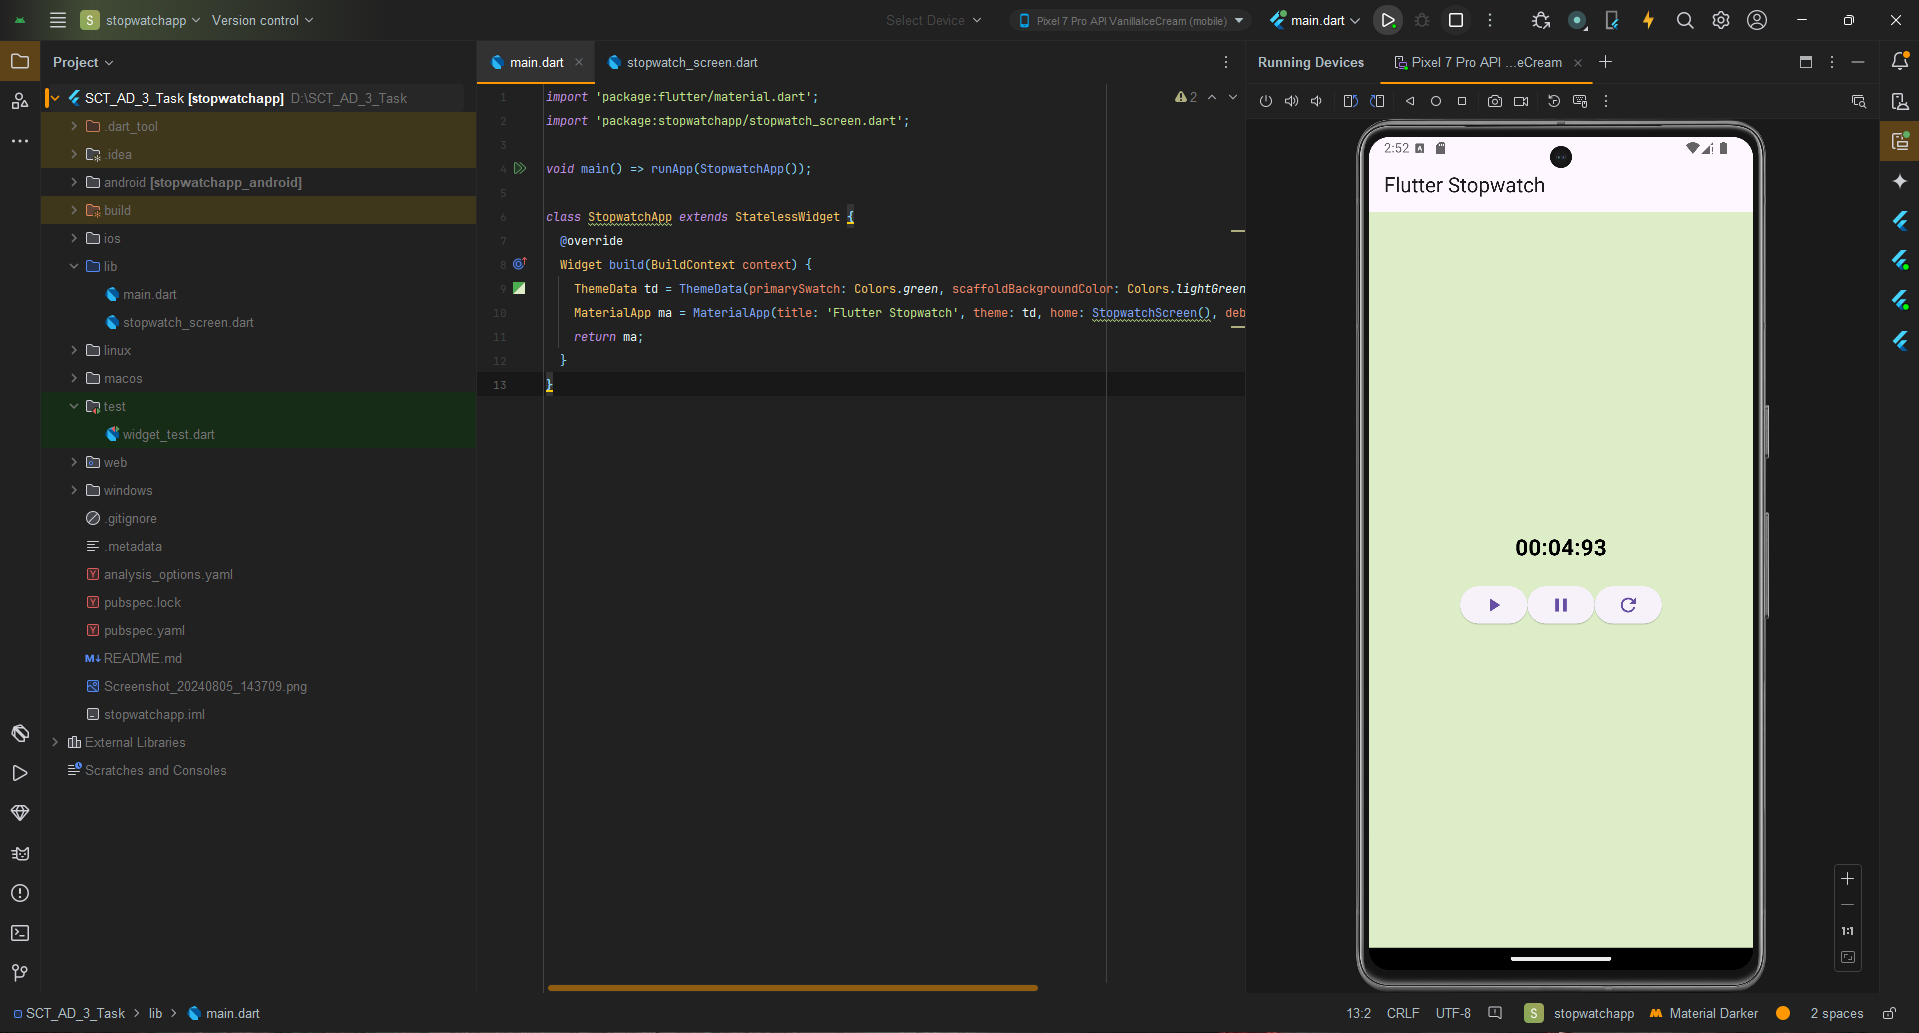 S stopwatchapp Version control Select Device Pixel 7 Pro API VanillaIceCream (mobile) main.dart
Project
SCT_AD_3_Task [stopwatchapp] D:\SCT_AD_3_Task
.dart_tool
.idea
android [stopwatchapp_android]
build
ios
lib
main.dart
stopwatch_screen.dart
linux
macos
test
widget_test.dart
web
windows
.gitignore
.metadata
Y analysis_options.yaml
Y pubspec.lock
Y pubspec.yaml
M↓ README.md
Screenshot_20240805_143709.png
stopwatchapp.iml
External Libraries
Scratches and Consoles
main.dart stopwatch_screen.dart
2
1 import 'package:flutter/material.dart';
2 import 'package:stopwatchapp/stopwatch_screen.dart';
3
4 void main() => runApp(StopwatchApp());
5
6 class StopwatchApp extends StatelessWidget {
7 @override
8 Widget build(BuildContext context) {
9 ThemeData td = ThemeData(primarySwatch: Colors.green, scaffoldBackgroundColor: Colors.lightGreen
10 MaterialApp ma = MaterialApp(title: 'Flutter Stopwatch', theme: td, home: StopwatchScreen(), deb
11 return ma;
12 }
13 }
Running Devices Pixel 7 Pro API ...eCream
2:52
Flutter Stopwatch
00:04:93
1:1
SCT_AD_3_Task > lib > main.dart
13:2 CRLF UTF-8 S stopwatchapp Material Darker 2 spaces